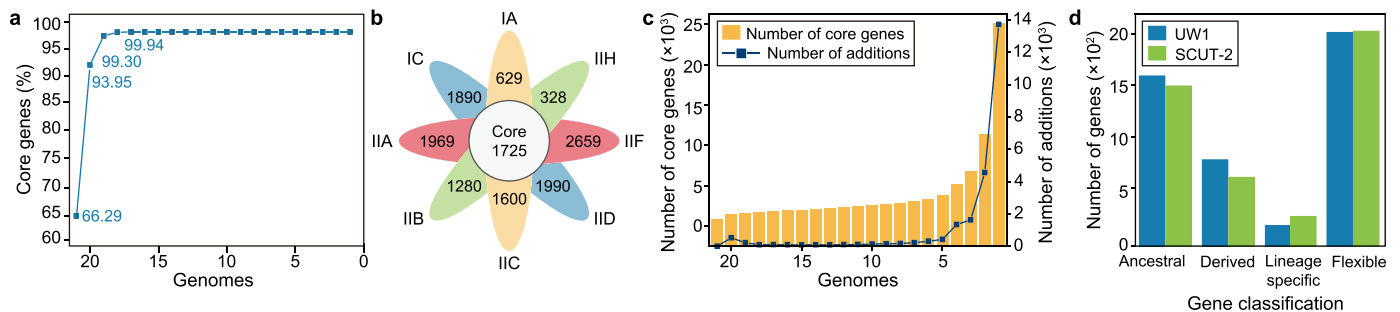 a
100
95
90
85
80
75
70
65
60
Core genes (%)
99.94
99.30
93.95
66.29
20
15
10
5
0
Genomes
b
IA
IC
IIH
629
1890
328
IIA
1969
Core
1725
2659
IIF
1280
1990
1600
IIB
IID
IIC
c
25
20
15
10
5
0
Number of core genes (×10³)
Number of core genes
Number of additions
14
12
10
8
6
4
2
0
Number of additions (×10³)
20
15
10
5
Genomes
d
20
15
10
5
0
Number of genes (×10²)
UW1
SCUT-2
Ancestral
Derived
Lineage
specific
Flexible
Gene classification